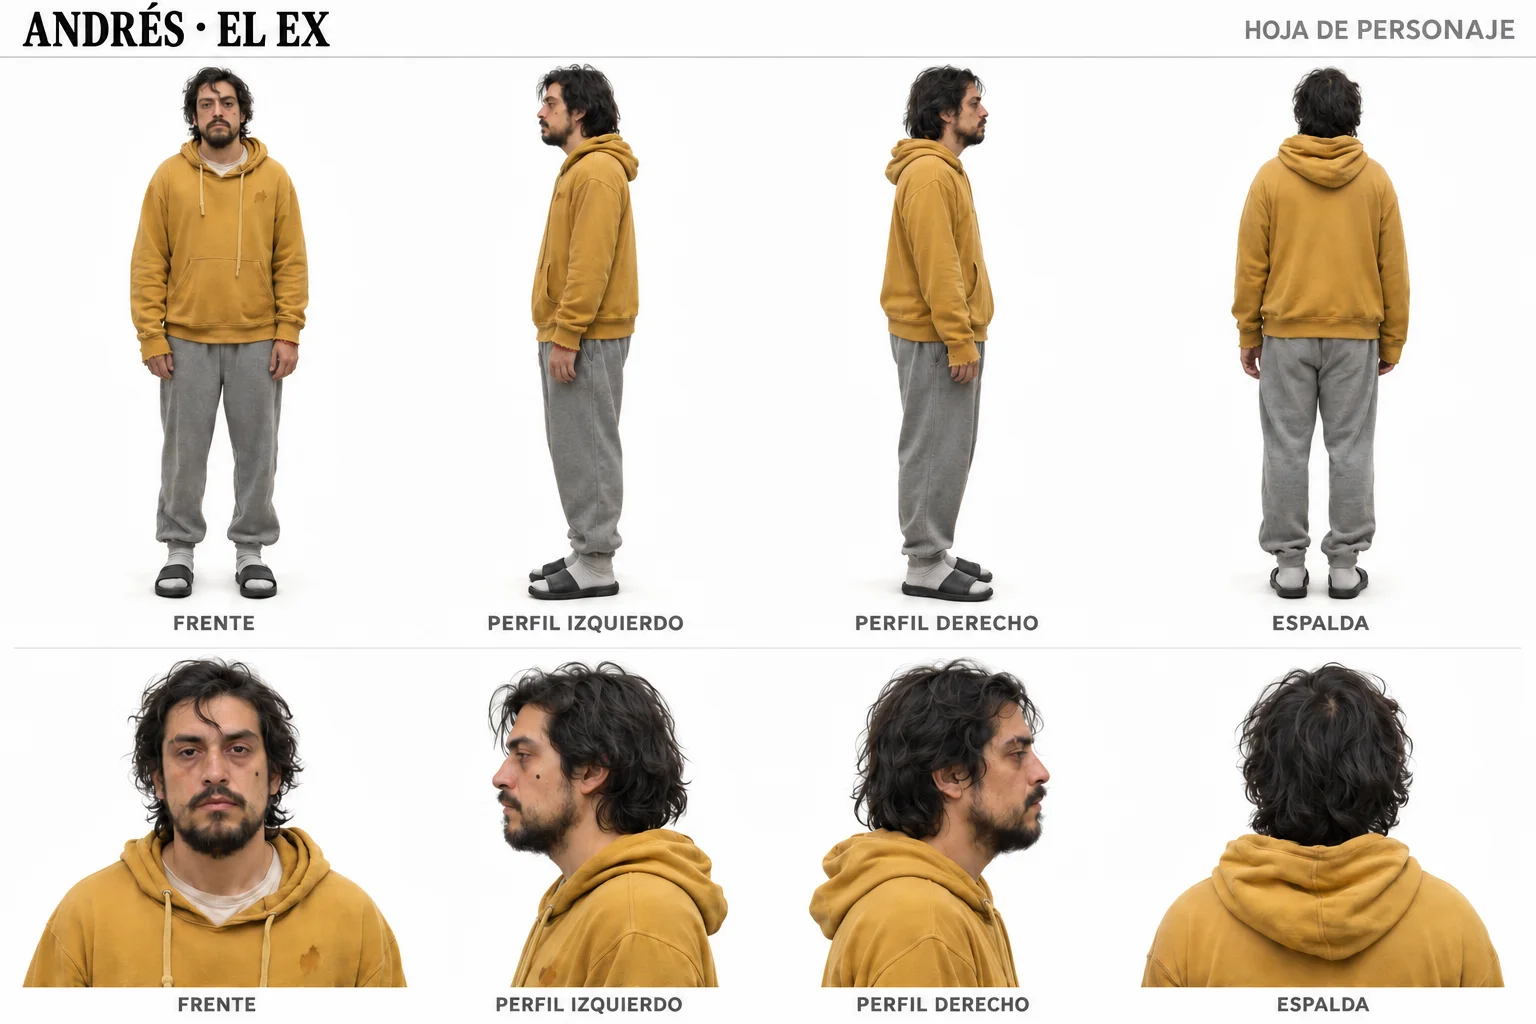 ANDRÉS · EL EX
HOJA DE PERSONAJE
FRENTE
PERFIL IZQUIERDO
PERFIL DERECHO
ESPALDA
FRENTE
PERFIL IZQUIERDO
PERFIL DERECHO
ESPALDA